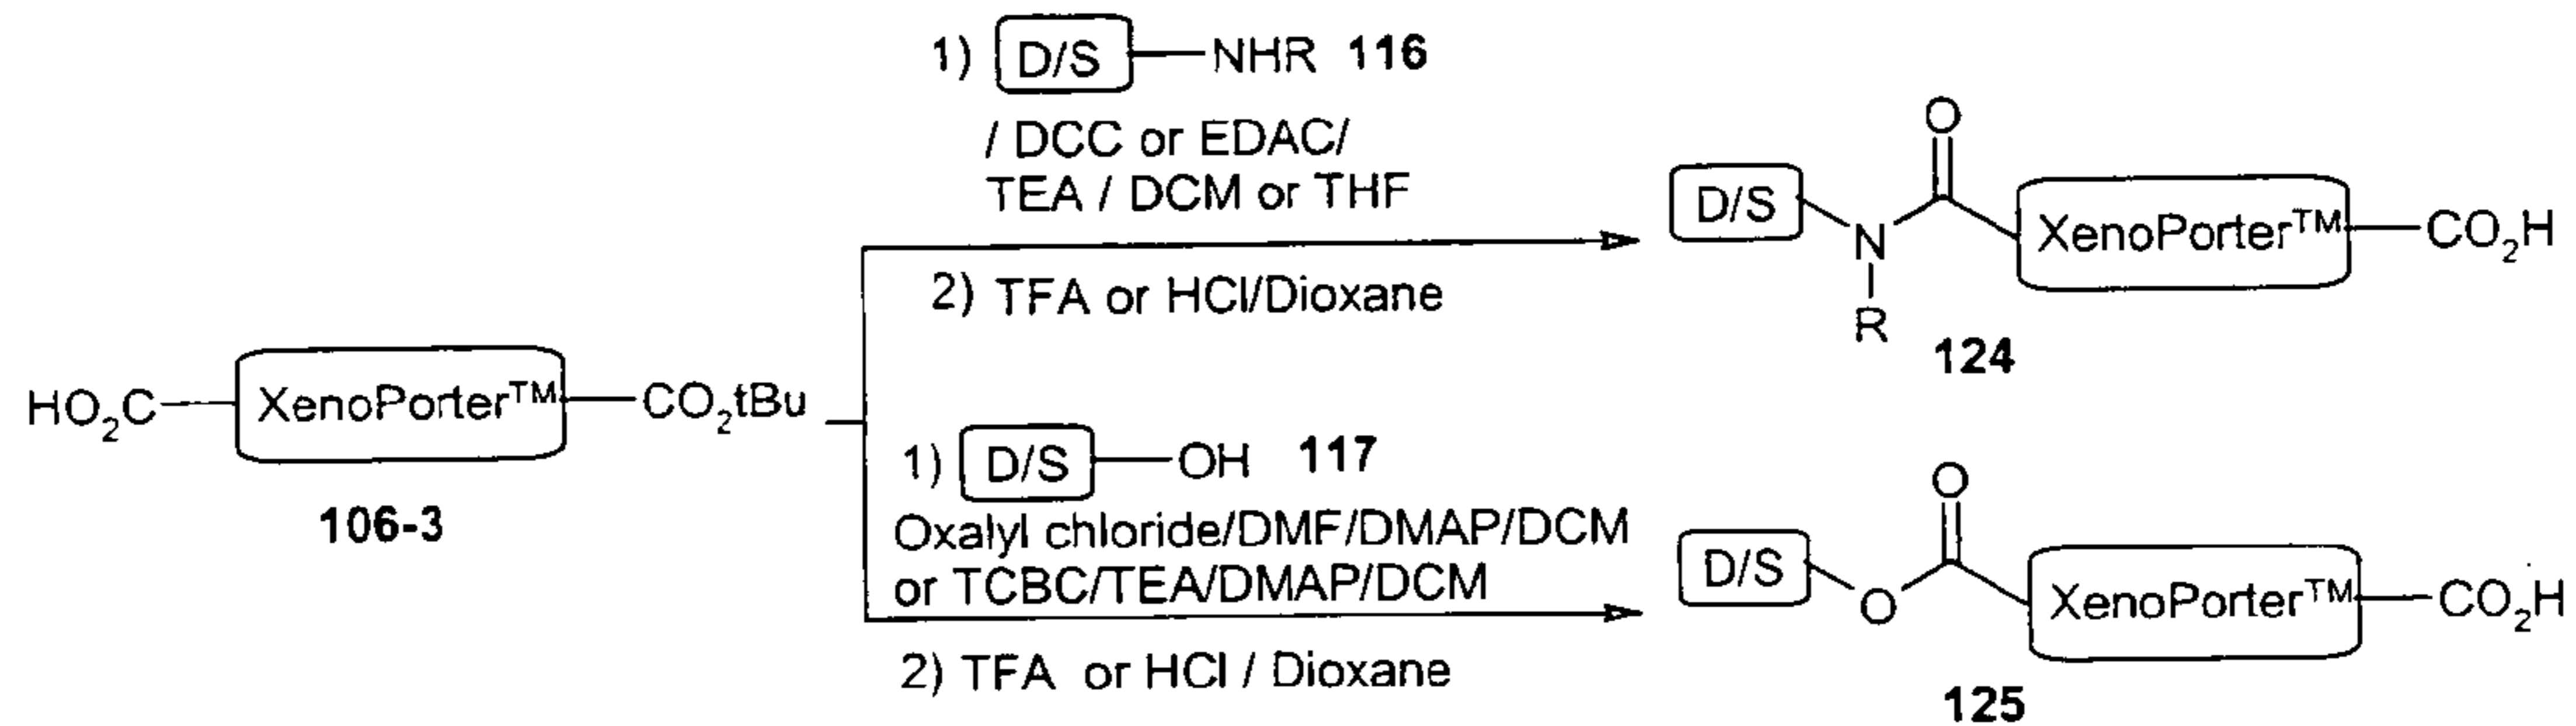 1) D/S NHR 116
/ DCC or EDAC/
TEA / DCM or THF
2) TFA or HCl/Dioxane
D/S N R O XenoPorter™ CO2H
124
HO2C XenoPorter™ CO2tBu
106-3
1) D/S OH 117
Oxalyl chloride/DMF/DMAP/DCM
or TCBC/TEA/DMAP/DCM
2) TFA or HCl / Dioxane
D/S O O XenoPorter™ CO2H
125